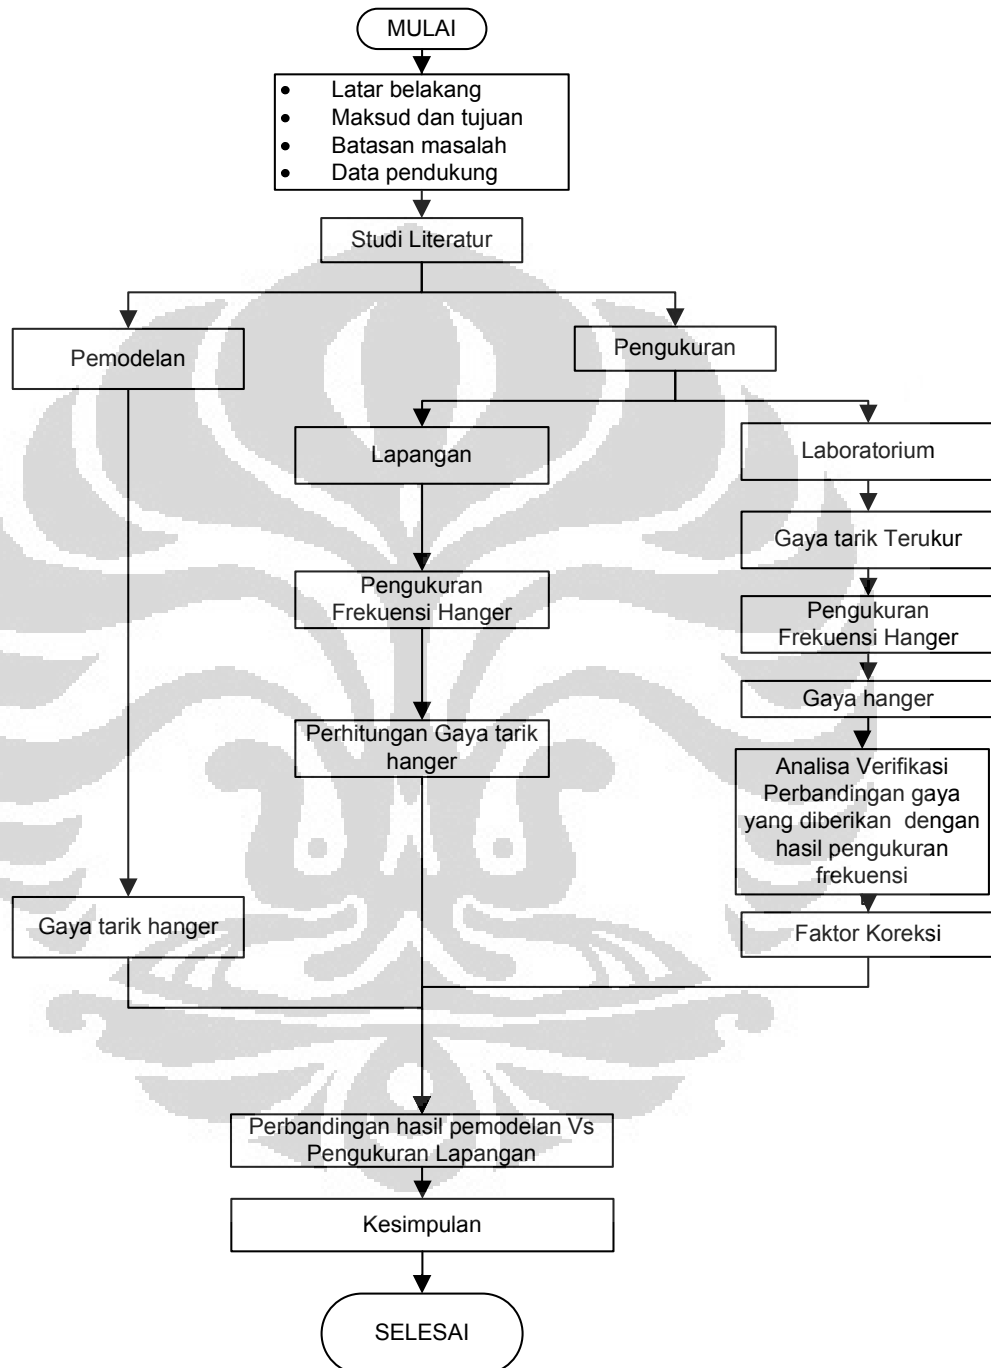 MULAI
• Latar belakang
• Maksud dan tujuan
• Batasan masalah
• Data pendukung
Studi Literatur
Pemodelan
Pengukuran
Lapangan
Laboratorium
Gaya tarik Terukur
Pengukuran
Frekuensi Hanger
Pengukuran
Frekuensi Hanger
Gaya hanger
Perhitungan Gaya tarik
hanger
Analisa Verifikasi
Perbandingan gaya
yang diberikan dengan
hasil pengukuran
frekuensi
Gaya tarik hanger
Faktor Koreksi
Perbandingan hasil pemodelan Vs
Pengukuran Lapangan
Kesimpulan
SELESAI